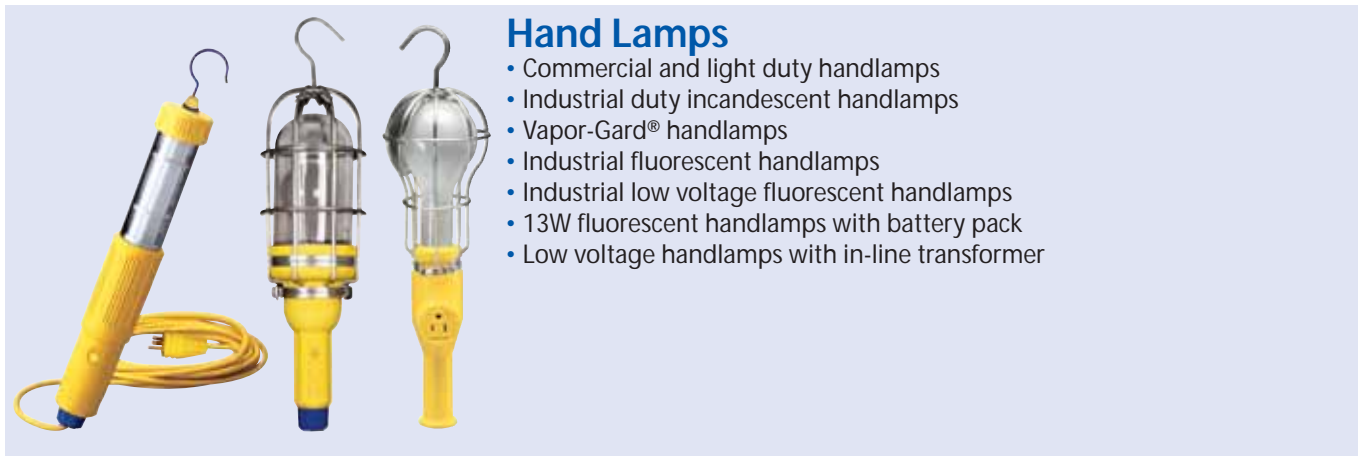 Hand Lamps
• Commercial and light duty handlamps
• Industrial duty incandescent handlamps
• Vapor-Gard® handlamps
• Industrial fluorescent handlamps
• Industrial low voltage fluorescent handlamps
• 13W fluorescent handlamps with battery pack
• Low voltage handlamps with in-line transformer